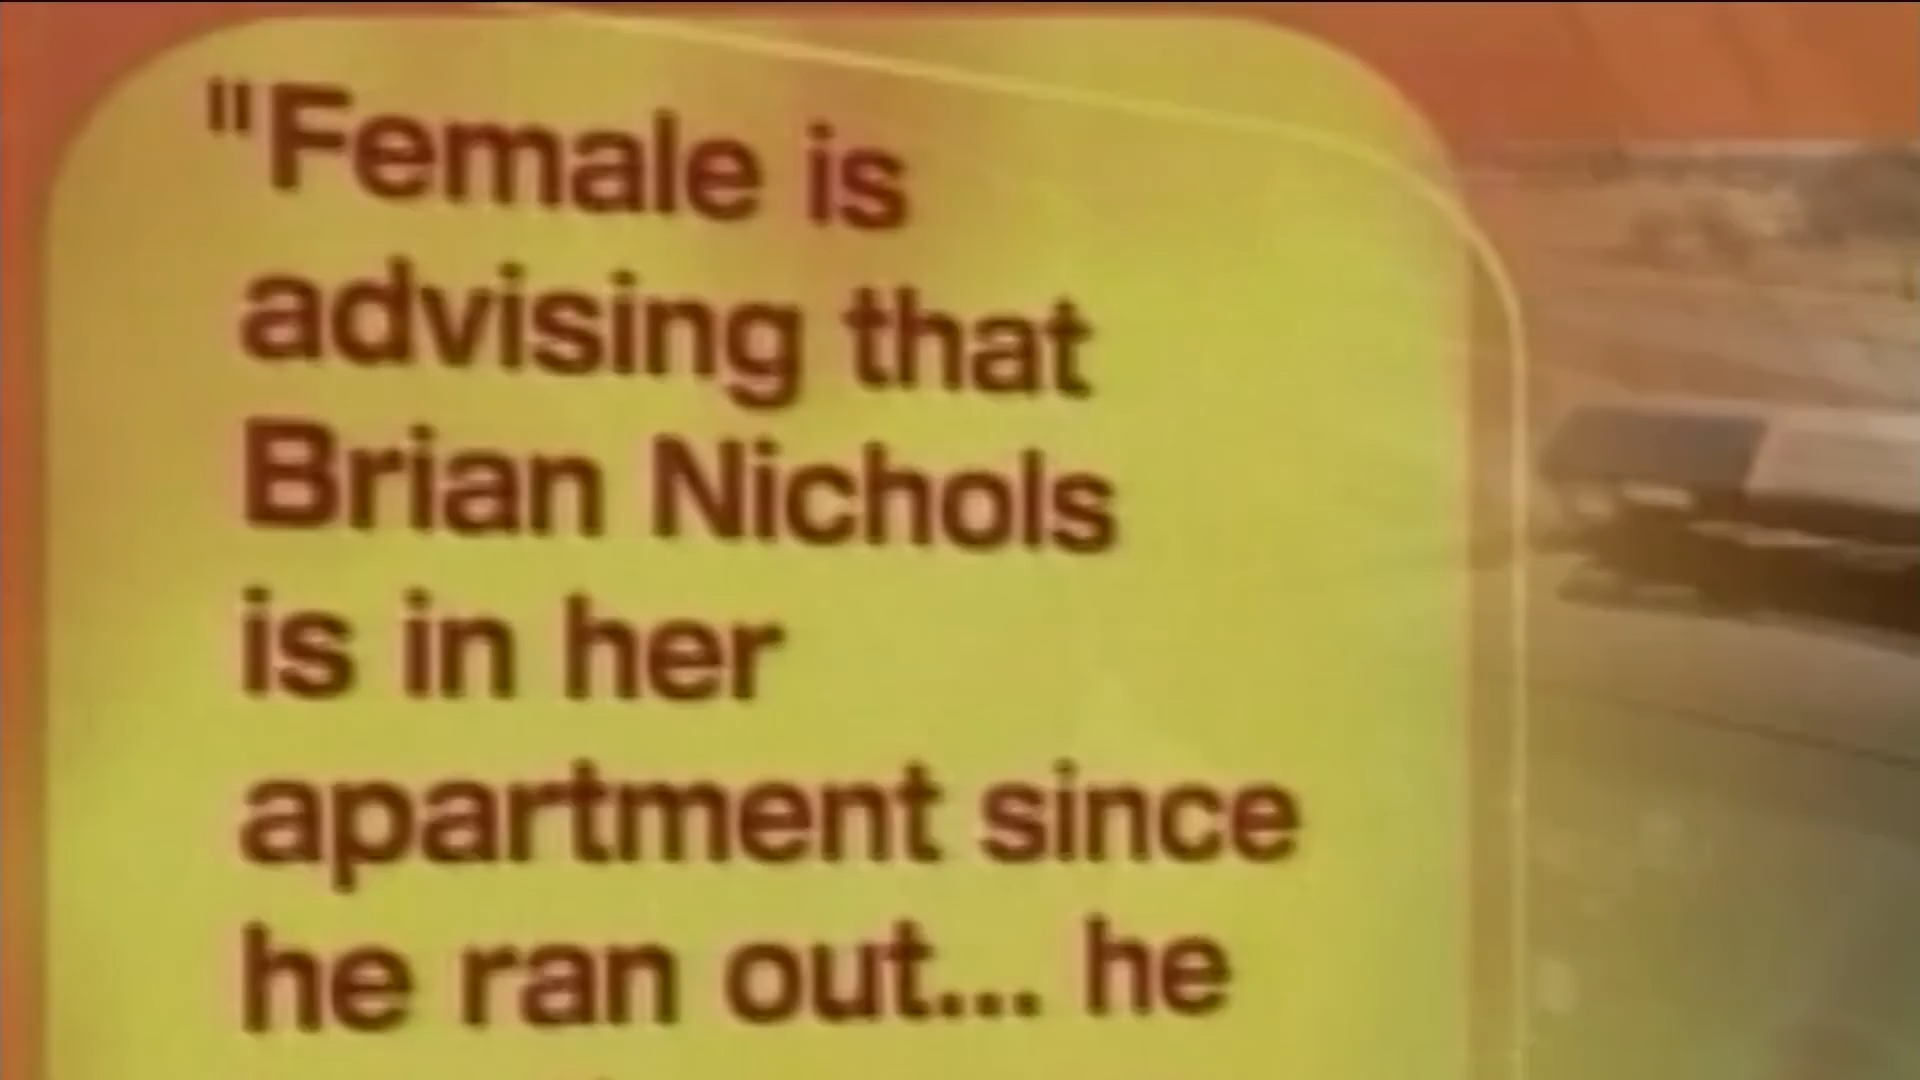 "Female is
advising that
Brian Nichols
is in her
apartment since
he ran out... he